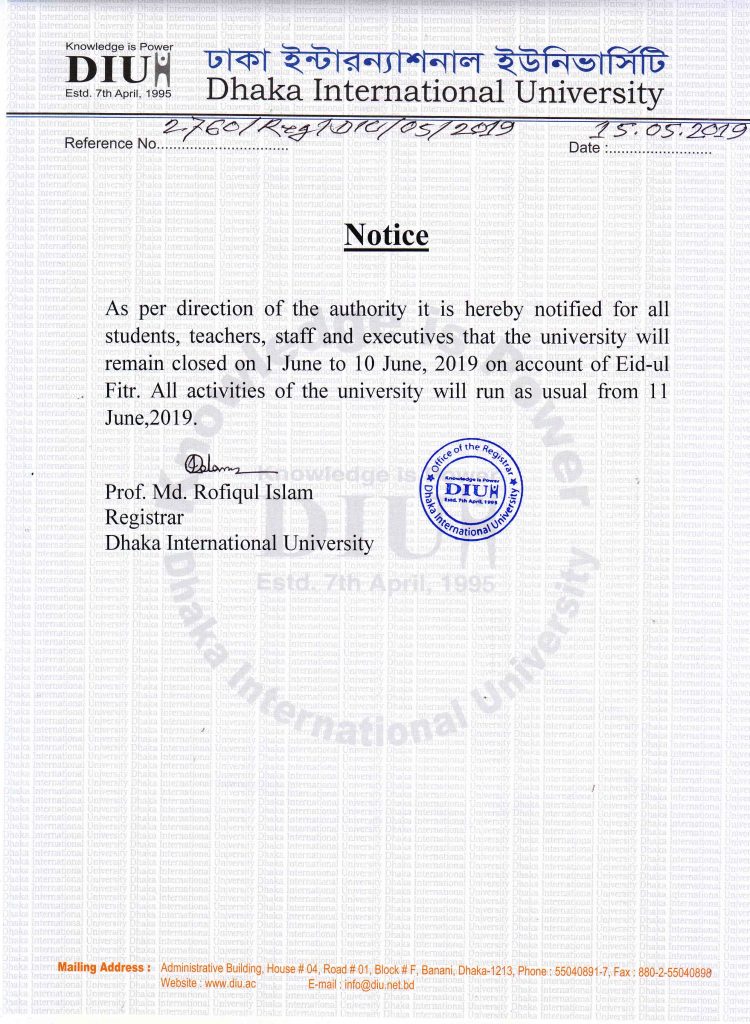 Knowledge is Power
DIU
Estd. 7th April, 1995
ঢাকা ইন্টারন্যাশনাল ইউনিভার্সিটি
Dhaka International University
Reference No. 2760/Reg/DIU/05/2019
Date : 15.05.2019
Notice
As per direction of the authority it is hereby notified for all
students, teachers, staff and executives that the university will
remain closed on 1 June to 10 June, 2019 on account of Eid-ul
Fitr. All activities of the university will run as usual from 11
June,2019.
Prof. Md. Rofiqul Islam
Registrar
Dhaka International University
Office of the Registrar
Knowledge is Power
DIU
Estd. 7th April, 1995
Dhaka International University
Knowledge is Power
Knowledge is Power
DIU
Estd. 7th April, 1995
Dhaka International University
Mailing Address : Administrative Building, House # 04, Road # 01, Block # F, Banani, Dhaka-1213, Phone : 55040891-7, Fax : 880-2-55040898
Website : www.diu.ac E-mail : info@diu.net.bd